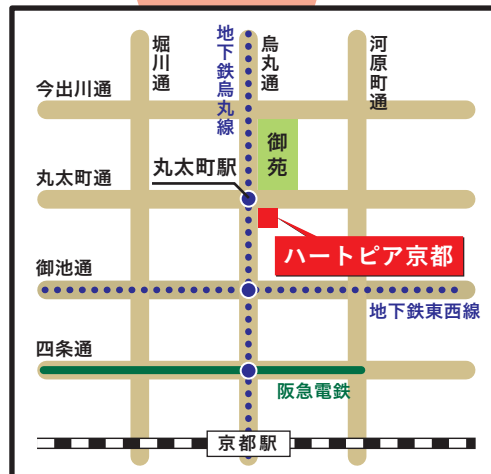 堀川通
地下鉄烏丸線
烏丸通
河原町通
今出川通
御苑
丸太町駅
丸太町通
ハートピア京都
御池通
地下鉄東西線
四条通
阪急電鉄
京都駅